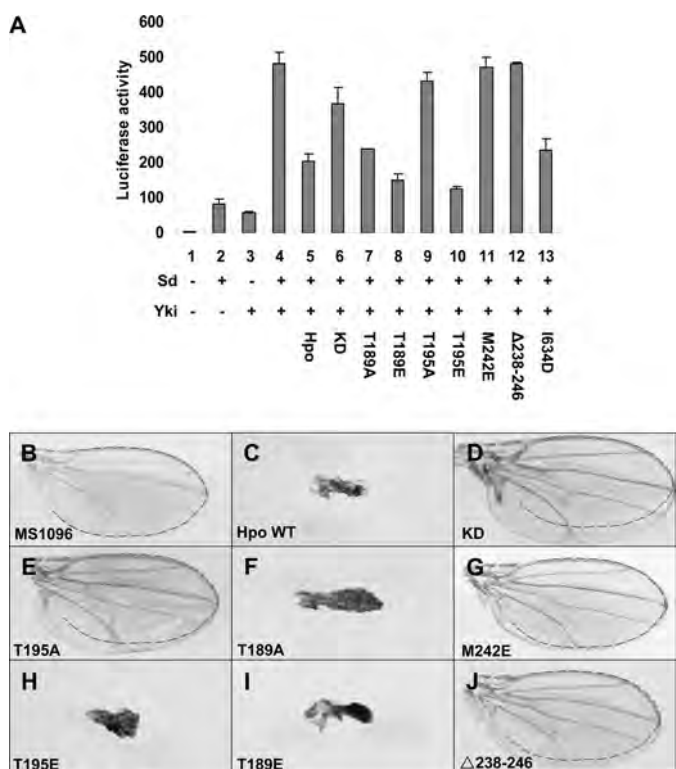 A
600
500
400
300
200
100
0
Luciferase activity
1 2 3 4 5 6 7 8 9 10 11 12 13
Sd - + - + + + + + + + + + +
Yki - - + + + + + + + + + + +
Hpo
KD
T189A
T189E
T195A
T195E
M242E
Δ238-246
I634D
B
MS1096
C
Hpo WT
D
KD
E
T195A
F
T189A
G
M242E
H
T195E
I
T189E
J
△238-246